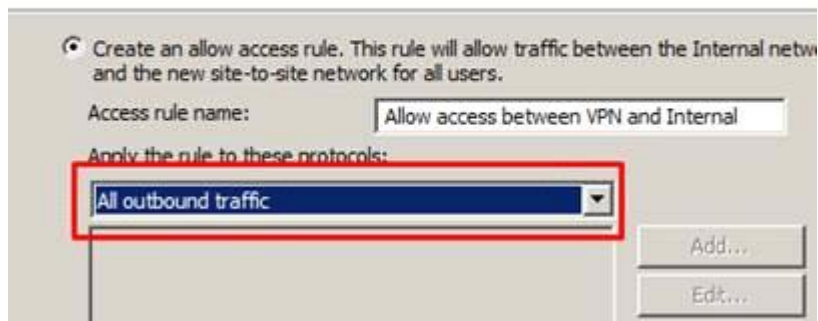 Create an allow access rule. This rule will allow traffic between the Internal netw
and the new site-to-site network for all users.
Access rule name:
Allow access between VPN and Internal
Apply the rule to these protocols:
All outbound traffic
Add...
Edit...